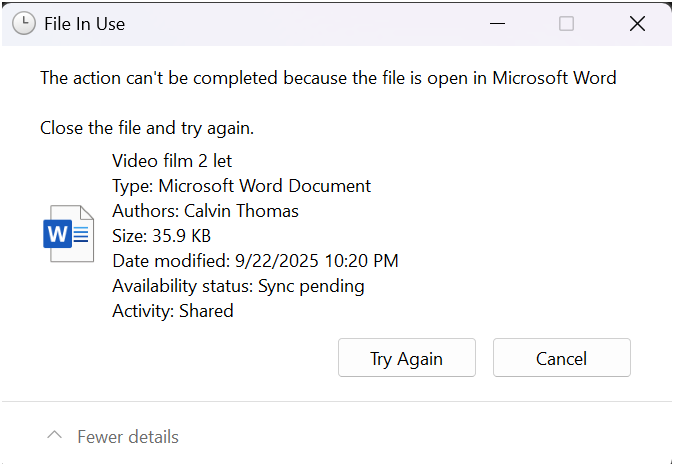 File In Use
The action can't be completed because the file is open in Microsoft Word
Close the file and try again.
Video film 2 let
Type: Microsoft Word Document
Authors: Calvin Thomas
Size: 35.9 KB
Date modified: 9/22/2025 10:20 PM
Availability status: Sync pending
Activity: Shared
W
Try Again
Cancel
Fewer details